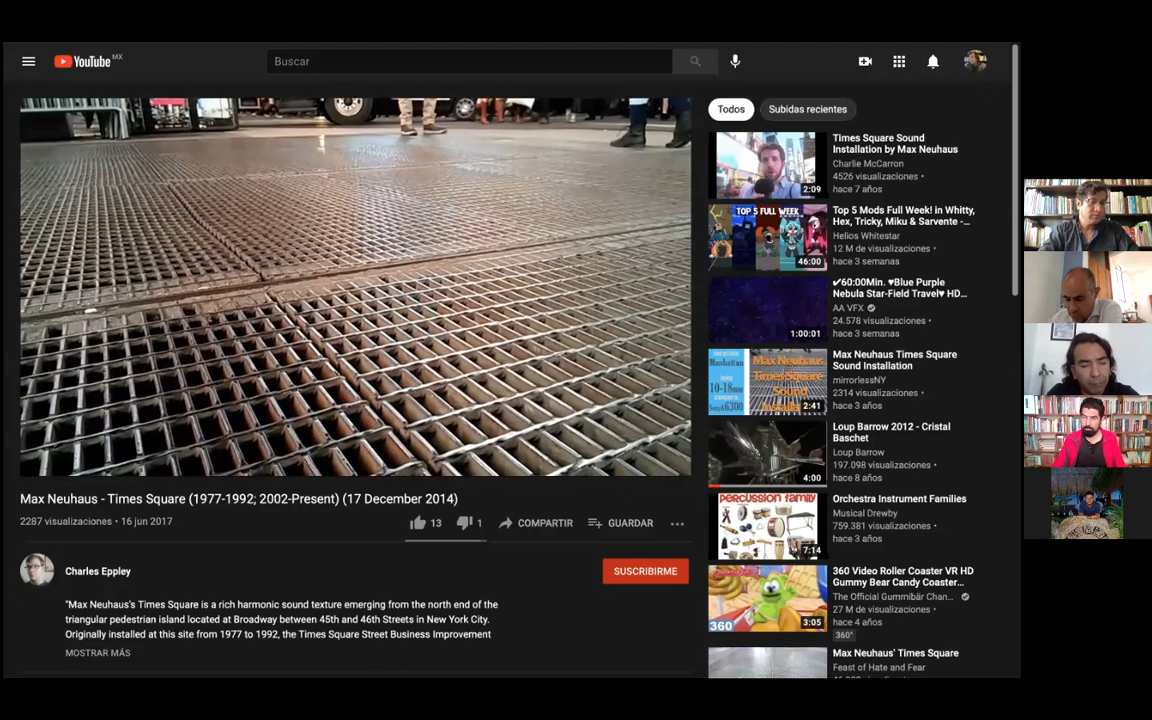 YouTube MX
Buscar
Todos
Subidas recientes
Times Square Sound
Installation by Max Neuhaus
Charlie McCarron
4526 visualizaciones •
hace 7 años
2:09
TOP 5 FULL WEEK
46:00
Top 5 Mods Full Week! in Whitty,
Hex, Tricky, Miku & Sarvente -...
Helios Whitestar
12 M de visualizaciones •
hace 3 semanas
1:00:01
✔60:00Min. ♥Blue Purple
Nebula Star-Field Travel♥ HD...
AA VFX
24.578 visualizaciones •
hace 3 semanas
Manhattan
10-18mm
camera
Sony A6300
Max Neuhaus
Times Square
Sound
2:41
Max Neuhaus Times Square
Sound Installation
mirrorlessNY
2314 visualizaciones •
hace 3 años
4:00
Loup Barrow 2012 - Cristal
Baschet
Loup Barrow
197.098 visualizaciones •
hace 8 años
PERCUSSION FAMILY
7:14
Orchestra Instrument Families
Musical Drewby
759.381 visualizaciones •
hace 3 años
360
3:05
360 Video Roller Coaster VR HD
Gummy Bear Candy Coaster...
The Official Gummibär Chan...
27 M de visualizaciones •
hace 4 años
360°
Max Neuhaus' Times Square
Feast of Hate and Fear
Max Neuhaus - Times Square (1977-1992; 2002-Present) (17 December 2014)
2287 visualizaciones • 16 jun 2017
13
1
COMPARTIR
GUARDAR
Charles Eppley
SUSCRIBIRME
"Max Neuhaus's Times Square is a rich harmonic sound texture emerging from the north end of the
triangular pedestrian island located at Broadway between 45th and 46th Streets in New York City.
Originally installed at this site from 1977 to 1992, the Times Square Street Business Improvement
MOSTRAR MÁS